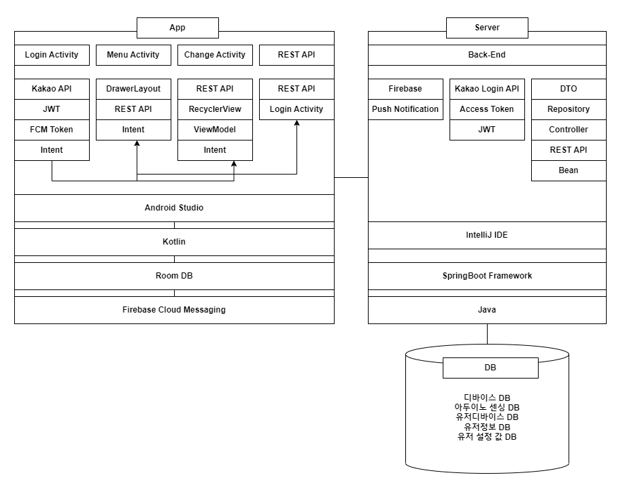 App
Login Activity
Menu Activity
Change Activity
REST API
Kakao API
JWT
FCM Token
Intent
DrawerLayout
REST API
Intent
REST API
RecyclerView
ViewModel
Intent
REST API
Login Activity
Android Studio
Kotlin
Room DB
Firebase Cloud Messaging
Server
Back-End
Firebase
Push Notification
Kakao Login API
Access Token
JWT
DTO
Repository
Controller
REST API
Bean
IntelliJ IDE
SpringBoot Framework
Java
DB
디바이스 DB
아두이노 센싱 DB
유저디바이스 DB
유저정보 DB
유저 설정 값 DB